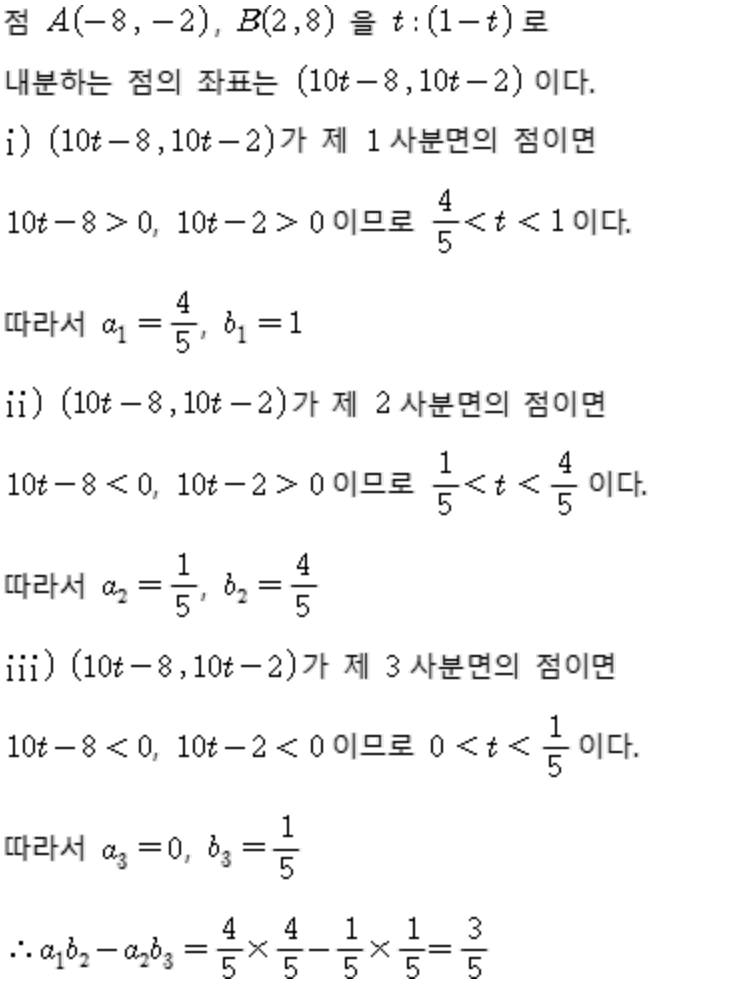 점 A(-8, -2), B(2,8) 을 t:(1-t) 로
내분하는 점의 좌표는 (10t-8, 10t-2) 이다.
i) (10t-8, 10t-2)가 제 1 사분면의 점이면
10t-8 > 0, 10t-2 > 0 이므로 4/5 < t < 1 이다.
따라서 a₁ = 4/5, b₁ = 1
ii) (10t-8, 10t-2)가 제 2 사분면의 점이면
10t-8 < 0, 10t-2 > 0 이므로 1/5 < t < 4/5 이다.
따라서 a₂ = 1/5, b₂ = 4/5
iii) (10t-8, 10t-2)가 제 3 사분면의 점이면
10t-8 < 0, 10t-2 < 0 이므로 0 < t < 1/5 이다.
따라서 a₃ = 0, b₃ = 1/5
∴ a₁b₂ - a₂b₃ = 4/5 × 4/5 - 1/5 × 1/5 = 3/5